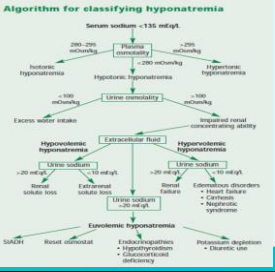 Algorithm for classifying hyponatremia
Serum sodium <135 mEq/L
280–295 mOsm/kg
Plasma osmolality
>295 mOsm/kg
<280 mOsm/kg
Isotonic hyponatremia
Hypotonic hyponatremia
Hypertonic hyponatremia
<100 mOsm/kg
Urine osmolality
>100 mOsm/kg
Excess water intake
Impaired renal concentrating ability
Hypovolemic hyponatremia
Extracellular fluid
Hypervolemic hyponatremia
Urine sodium
Urine sodium
>20 mEq/L
<10 mEq/L
>20 mEq/L
<10 mEq/L
Renal solute loss
Extrarenal solute loss
Urine sodium >20 mEq/L
Renal failure
Edematous disorders
• Heart failure
• Cirrhosis
• Nephrotic syndrome
Euvolemic hyponatremia
SIADH
Reset osmostat
Endocrinopathies
• Hypothyroidism
• Glucocorticoid deficiency
Potassium depletion
• Diuretic use